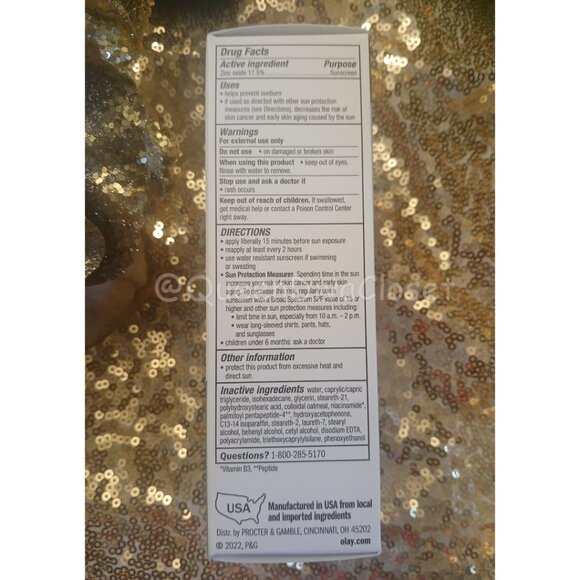 Drug Facts
Active ingredient Purpose
Zinc oxide 17.5% Sunscreen
Uses
• helps prevent sunburn
• if used as directed with other sun protection
measures (see Directions), decreases the risk of
skin cancer and early skin aging caused by the sun
Warnings
For external use only
Do not use • on damaged or broken skin
When using this product • keep out of eyes.
Rinse with water to remove.
Stop use and ask a doctor if
• rash occurs
Keep out of reach of children. If swallowed,
get medical help or contact a Poison Control Center
right away.
DIRECTIONS
• apply liberally 15 minutes before sun exposure
• reapply at least every 2 hours
• use water resistant sunscreen if swimming
or sweating
• Sun Protection Measures. Spending time in the sun
increases your risk of skin cancer and early skin
aging. To decrease this risk, regularly use a
sunscreen with a Broad Spectrum SPF value of 15 or
higher and other sun protection measures including:
• limit time in sun, especially from 10 a.m. – 2 p.m.
• wear long-sleeved shirts, pants, hats,
and sunglasses
• children under 6 months: ask a doctor
Other information
• protect this product from excessive heat and
direct sun
Inactive ingredients water, caprylic/capric
triglyceride, isohexadecane, glycerin, steareth-21,
polyhydroxystearic acid, colloidal oatmeal, niacinamide*,
palmitoyl pentapeptide-4**, hydroxyacetophenone,
C13-14 isoparaffin, steareth-2, laureth-7, stearyl
alcohol, behenyl alcohol, cetyl alcohol, disodium EDTA,
polyacrylamide, triethoxycaprylylsilane, phenoxyethanol
Questions? 1-800-285-5170
*Vitamin B3, **Peptide
USA
Manufactured in USA from local
and imported ingredients
Distr. by PROCTER & GAMBLE, CINCINNATI, OH 45202
© 2022, P&G olay.com